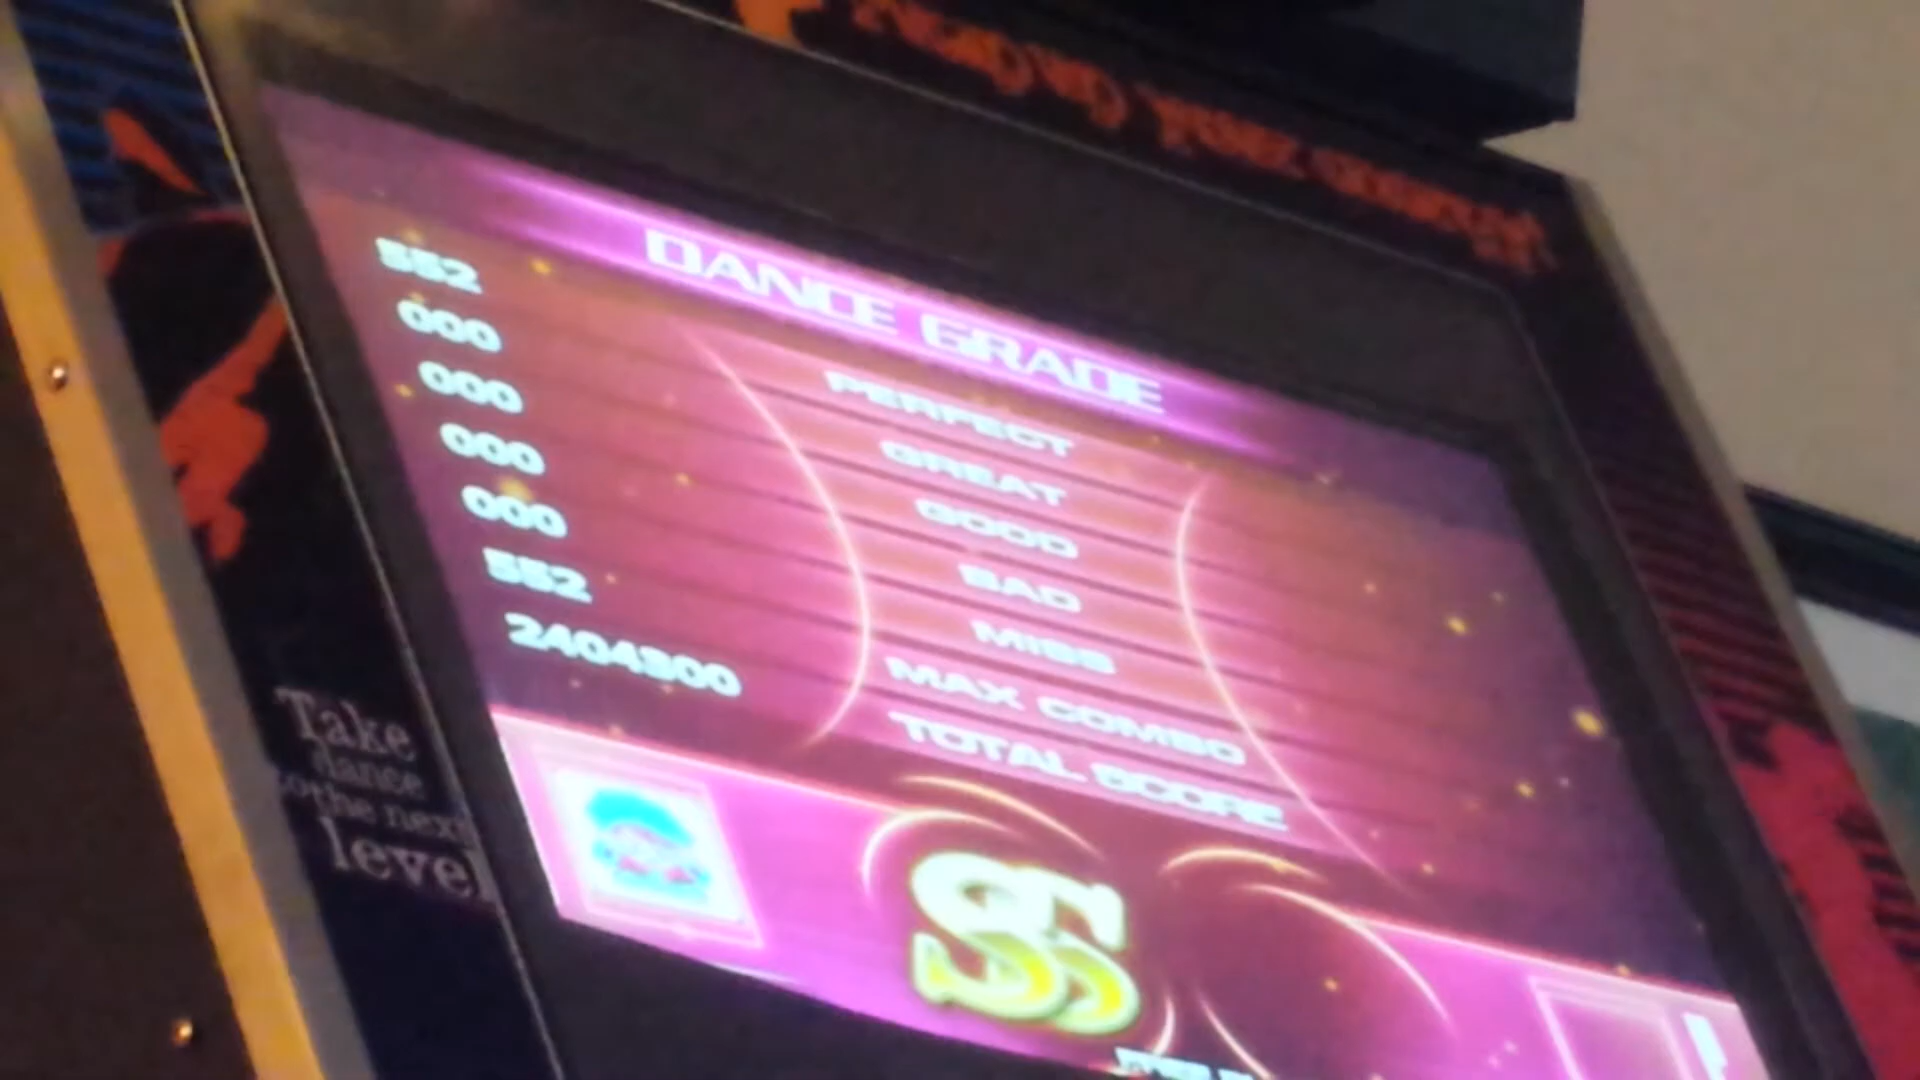 DANCE GRADE
552 PERFECT
000 GREAT
000 GOOD
000 BAD
000 MISS
552 MAX COMBO
2404300 TOTAL SCORE
SS
Take
dance
to the next
level